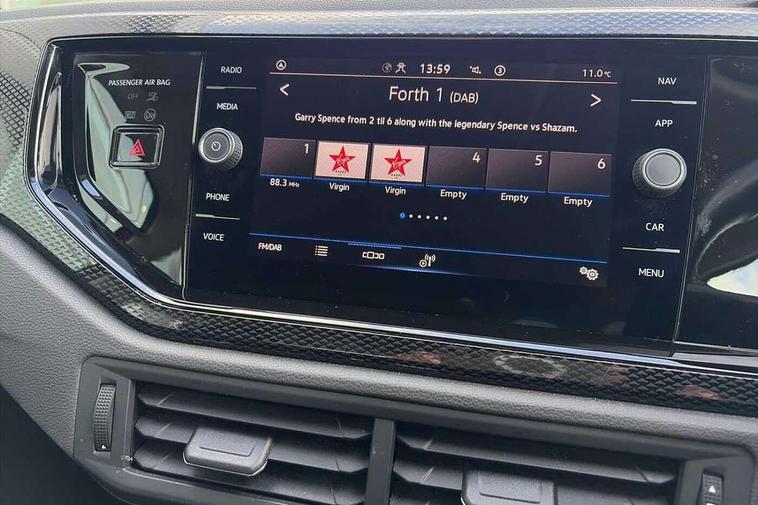 PASSENGER AIR BAG
OFF
ON
RADIO
MEDIA
PHONE
VOICE
13:59
3
11.0°C
Forth 1 (DAB)
Garry Spence from 2 til 6 along with the legendary Spence vs Shazam.
1
4
5
6
88.3 MHz
Virgin
Virgin
Empty
Empty
Empty
FM/DAB
NAV
APP
CAR
MENU